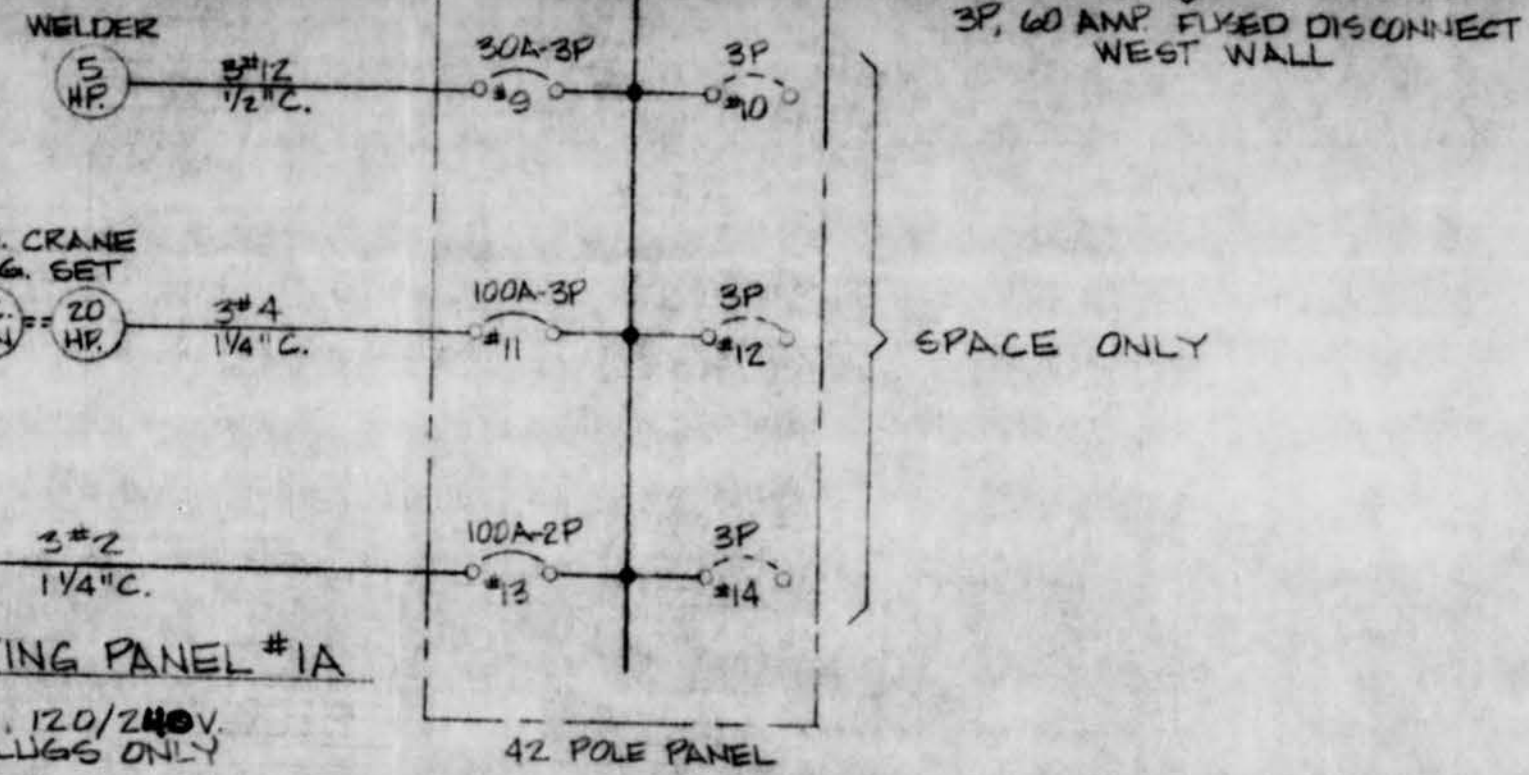 WELDER
5
HP.
3#12
1/2"C.
30A-3P
#9
3P
#10
3P, 60 AMP. FUSED DISCONNECT
WEST WALL
. CRANE
G. SET
20
HP.
3#4
1 1/4"C.
100A-3P
#11
3P
#12
SPACE ONLY
3#2
1 1/4"C.
100A-2P
#13
3P
#14
ING PANEL #1A
. 120/240V.
LUGS ONLY
42 POLE PANEL